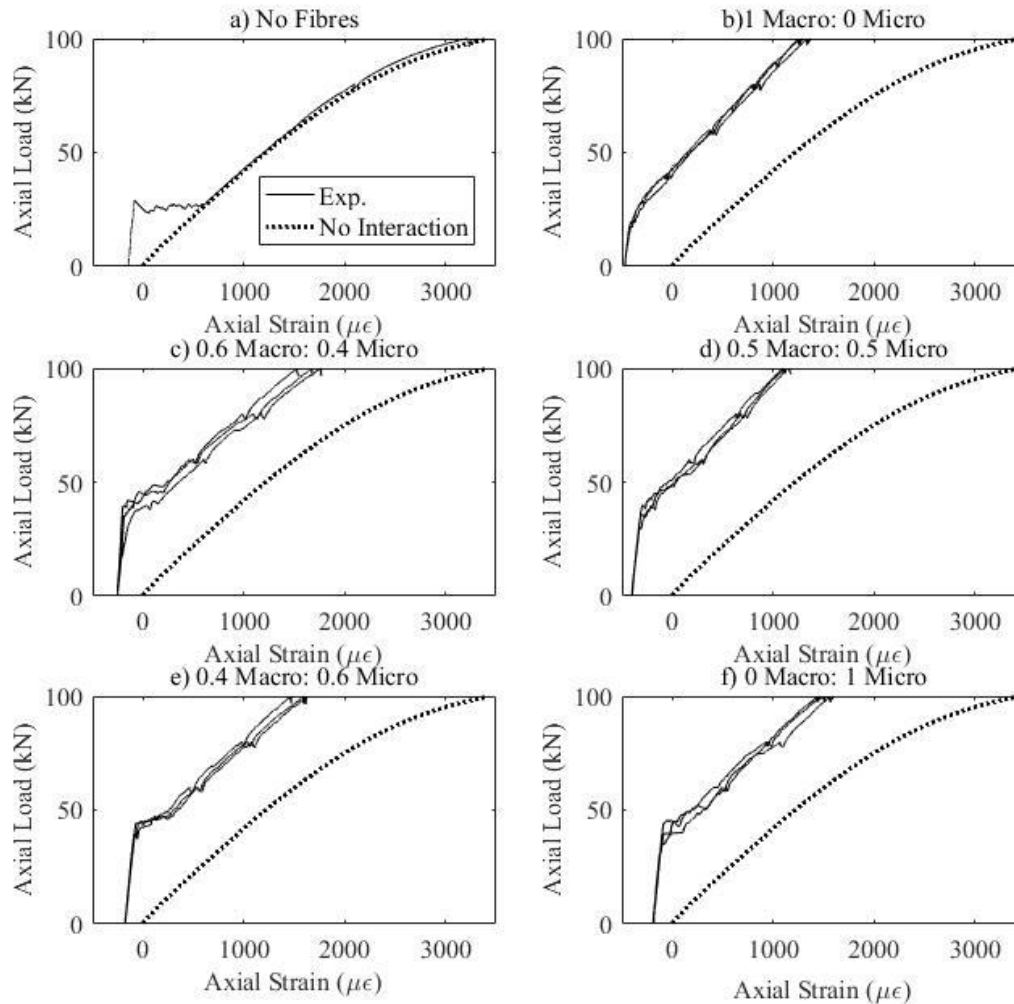 a) No Fibres
100
50
0
Axial Load (kN)
Exp.
No Interaction
0 1000 2000 3000
Axial Strain (με)
b)1 Macro: 0 Micro
100
50
0
Axial Load (kN)
0 1000 2000 3000
Axial Strain (με)
c) 0.6 Macro: 0.4 Micro
100
50
0
Axial Load (kN)
0 1000 2000 3000
Axial Strain (με)
d) 0.5 Macro: 0.5 Micro
100
50
0
Axial Load (kN)
0 1000 2000 3000
Axial Strain (με)
e) 0.4 Macro: 0.6 Micro
100
50
0
Axial Load (kN)
0 1000 2000 3000
Axial Strain (με)
f) 0 Macro: 1 Micro
100
50
0
Axial Load (kN)
0 1000 2000 3000
Axial Strain (με)